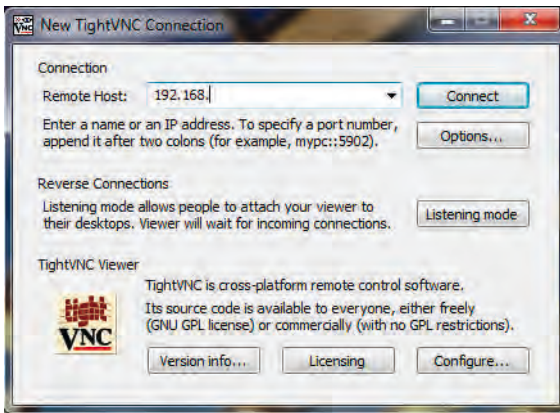 New TightVNC Connection
Connection
Remote Host: 192.168. Connect
Enter a name or an IP address. To specify a port number,
append it after two colons (for example, mypc::5902). Options...
Reverse Connections
Listening mode allows people to attach your viewer to
their desktops. Viewer will wait for incoming connections. Listening mode
TightVNC Viewer
TightVNC is cross-platform remote control software.
Its source code is available to everyone, either freely
(GNU GPL license) or commercially (with no GPL restrictions).
tight
VNC
Version info... Licensing Configure...